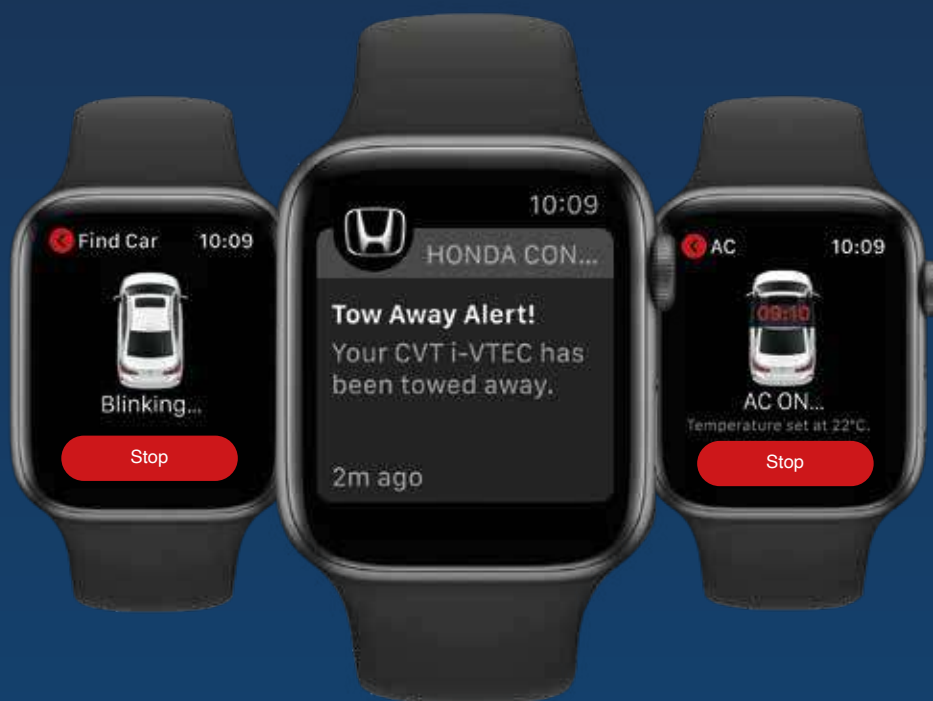 Find Car 10:09
Blinking...
Stop
10:09
HONDA CON...
Tow Away Alert!
Your CVT i-VTEC has
been towed away.
2m ago
AC 10:09
09:10
AC ON...
Temperature set at 22°C.
Stop